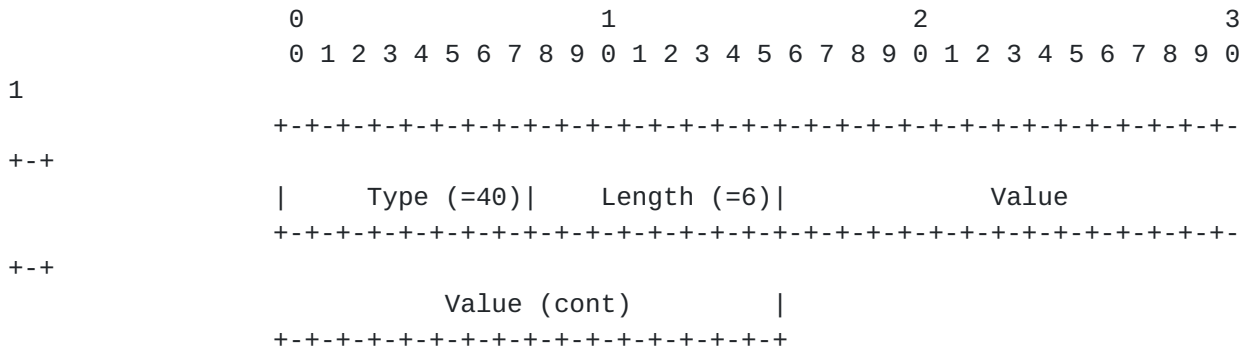 0                   1                   2                   3
0 1 2 3 4 5 6 7 8 9 0 1 2 3 4 5 6 7 8 9 0 1 2 3 4 5 6 7 8 9 0
1
+-+-+-+-+-+-+-+-+-+-+-+-+-+-+-+-+-+-+-+-+-+-+-+-+-+-+-+-+-+-+-
+-+
|     Type (=40)|    Length (=6)|             Value
+-+-+-+-+-+-+-+-+-+-+-+-+-+-+-+-+-+-+-+-+-+-+-+-+-+-+-+-+-+-+-
+-+
Value (cont)         |
+-+-+-+-+-+-+-+-+-+-+-+-+-+-+-+-+